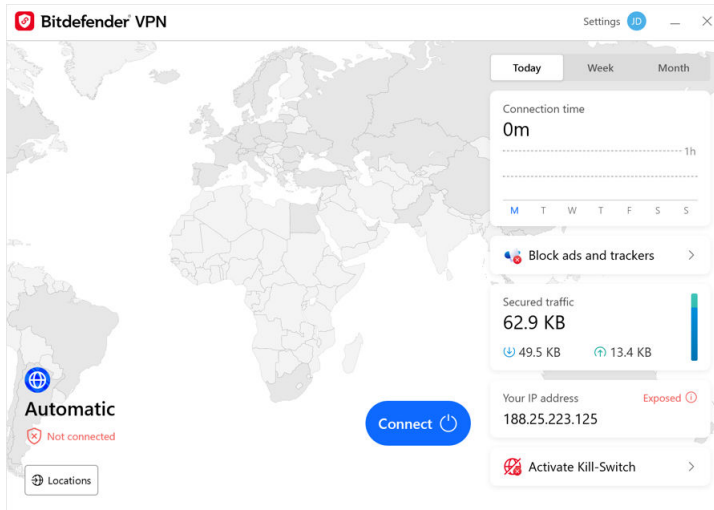 Bitdefender VPN
Settings JD
Today Week Month
Connection time
0m
1h
M T W T F S S
Block ads and trackers
Secured traffic
62.9 KB
49.5 KB 13.4 KB
Automatic
Not connected
Connect
Your IP address Exposed
188.25.223.125
Locations
Activate Kill-Switch